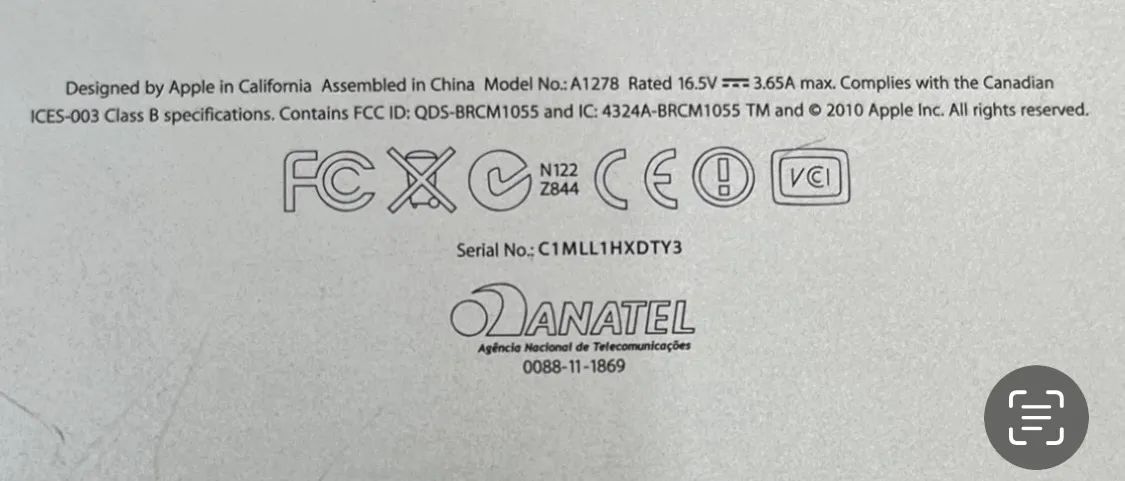 Designed by Apple in California Assembled in China Model No.: A1278 Rated 16.5V ⎓ 3.65A max. Complies with the Canadian
ICES-003 Class B specifications. Contains FCC ID: QDS-BRCM1055 and IC: 4324A-BRCM1055 TM and © 2010 Apple Inc. All rights reserved.
FC N122 CE VCI
Z844
Serial No.: C1MLL1HXDTY3
ANATEL
Agência Nacional de Telecomunicações
0088-11-1869